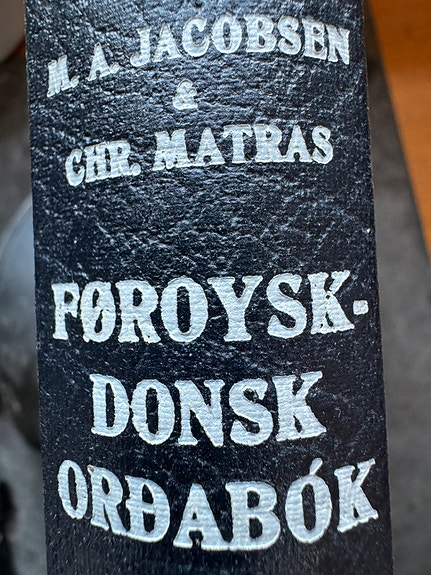 M. A. JACOBSEN
&
CHR. MATRAS
FØROYSK-
DONSK
ORÐABÓK